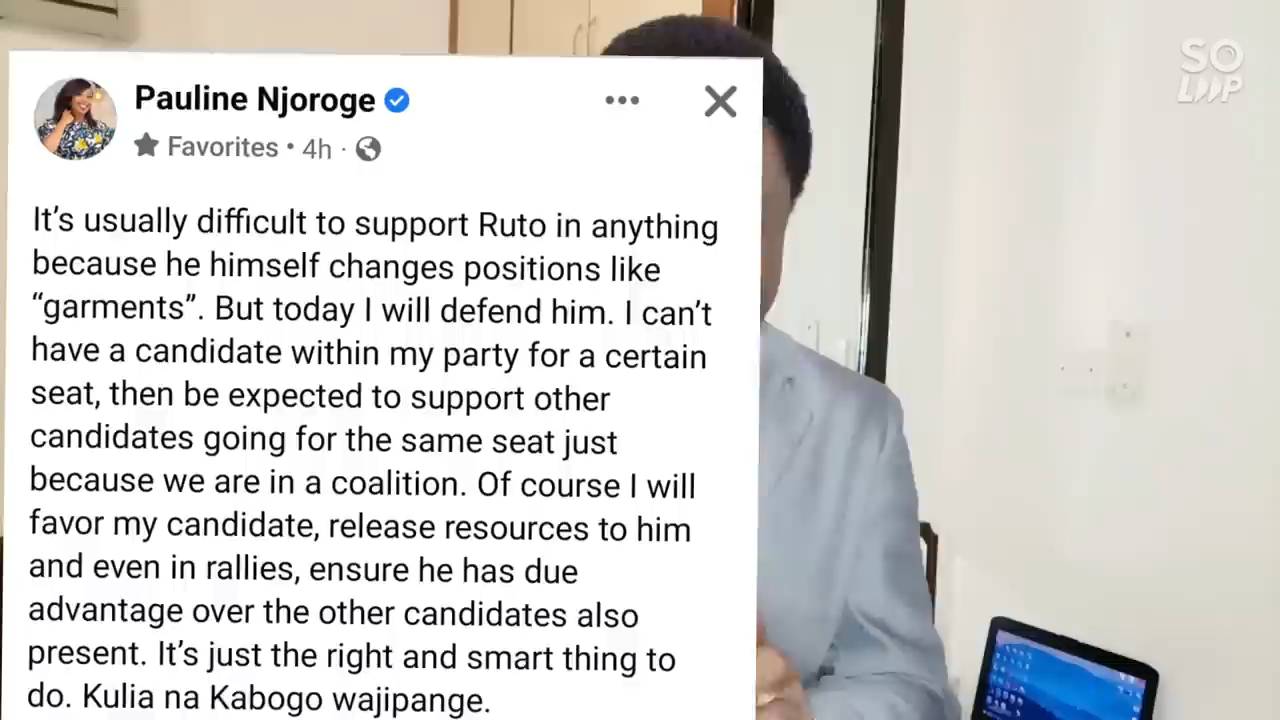 Pauline Njoroge
Favorites • 4h ·
It's usually difficult to support Ruto in anything
because he himself changes positions like
“garments”. But today I will defend him. I can't
have a candidate within my party for a certain
seat, then be expected to support other
candidates going for the same seat just
because we are in a coalition. Of course I will
favor my candidate, release resources to him
and even in rallies, ensure he has due
advantage over the other candidates also
present. It's just the right and smart thing to
do. Kulia na Kabogo wajipange.
SO
LUP